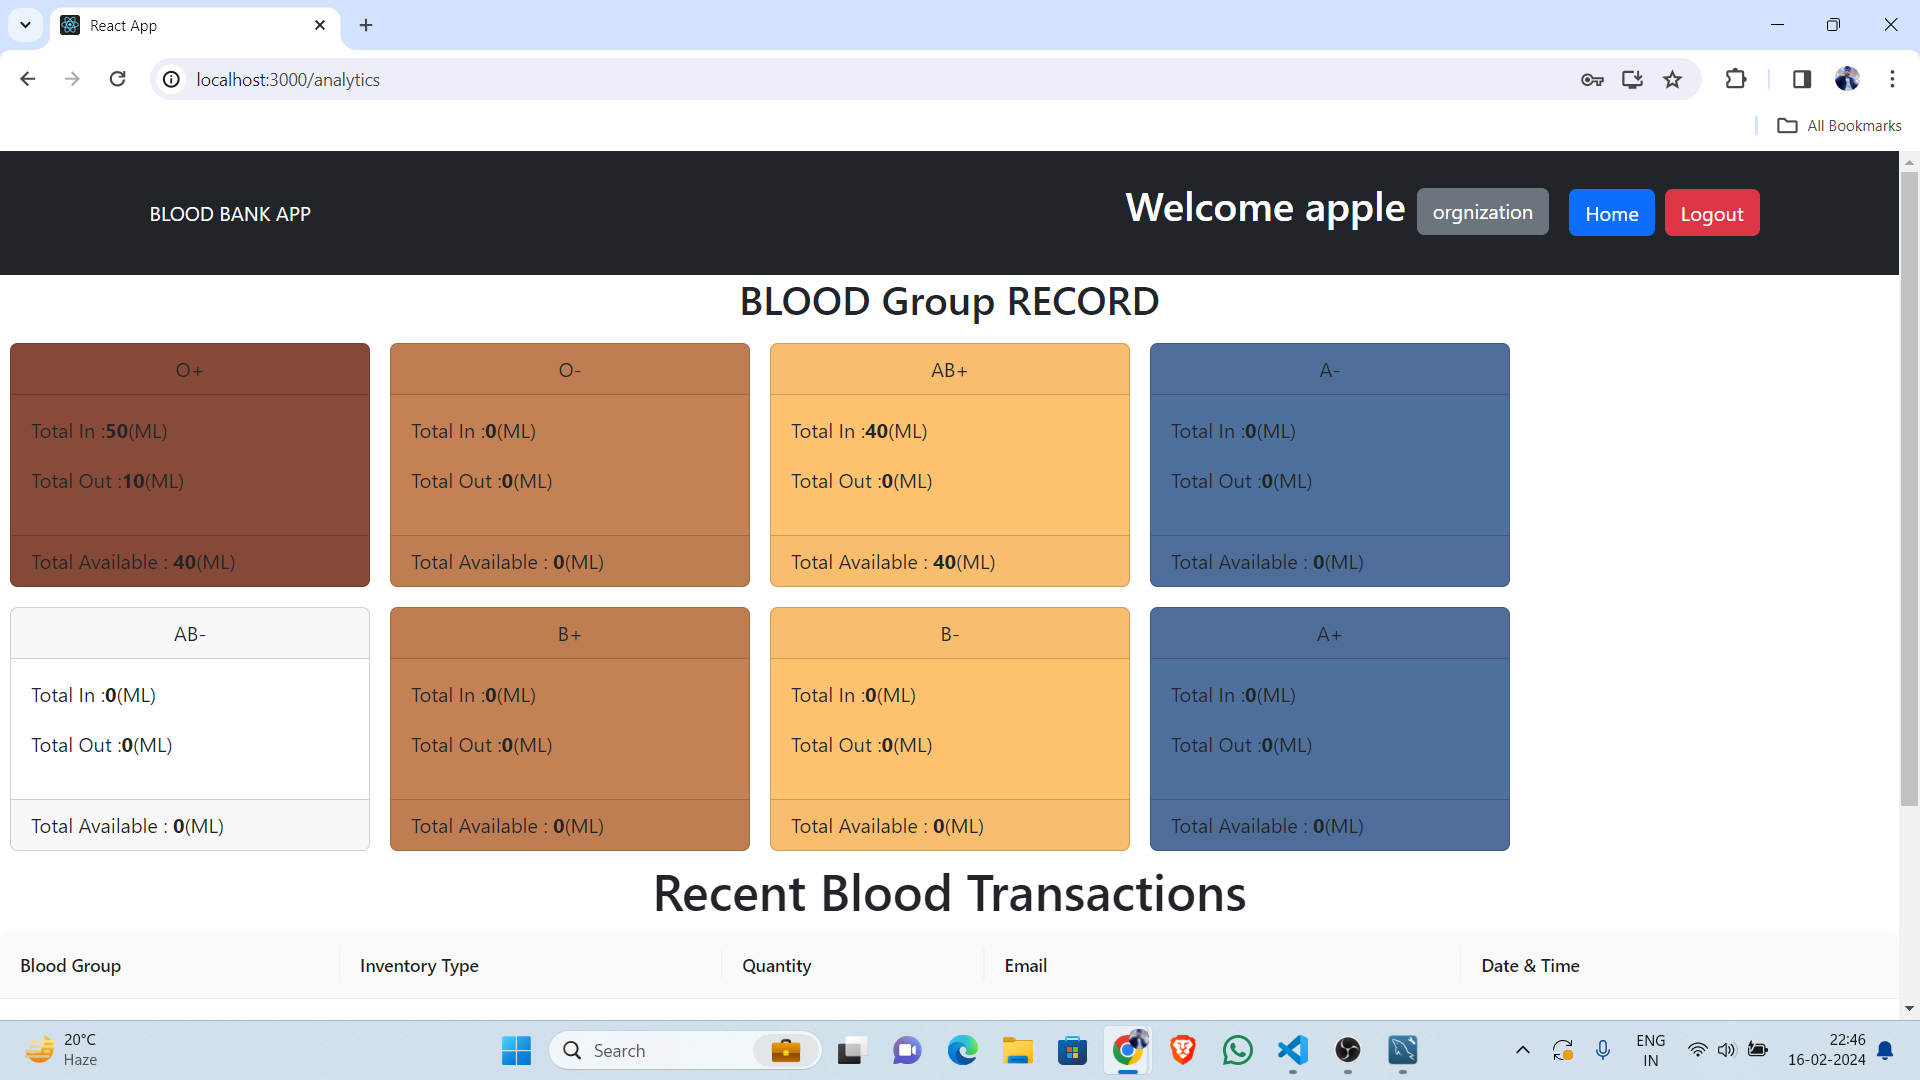 React App
localhost:3000/analytics
All Bookmarks
BLOOD BANK APP
Welcome apple orgnization Home Logout
BLOOD Group RECORD
O+
Total In :50(ML)
Total Out :10(ML)
Total Available : 40(ML)
O-
Total In :0(ML)
Total Out :0(ML)
Total Available : 0(ML)
AB+
Total In :40(ML)
Total Out :0(ML)
Total Available : 40(ML)
A-
Total In :0(ML)
Total Out :0(ML)
Total Available : 0(ML)
AB-
Total In :0(ML)
Total Out :0(ML)
Total Available : 0(ML)
B+
Total In :0(ML)
Total Out :0(ML)
Total Available : 0(ML)
B-
Total In :0(ML)
Total Out :0(ML)
Total Available : 0(ML)
A+
Total In :0(ML)
Total Out :0(ML)
Total Available : 0(ML)
Recent Blood Transactions
Blood Group Inventory Type Quantity Email Date & Time
20°C
Haze
Search
ENG
IN
22:46
16-02-2024